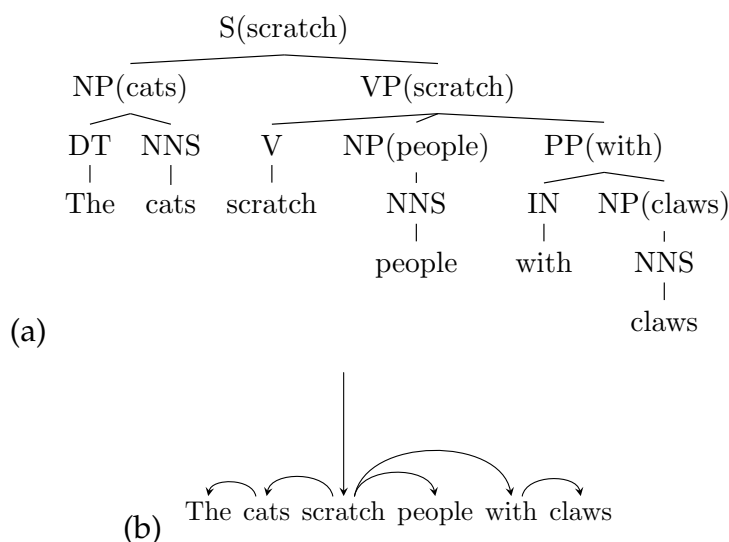 S(scratch)
NP(cats) VP(scratch)
DT NNS V NP(people) PP(with)
The cats scratch NNS IN NP(claws)
people with NNS
claws
(a)
The cats scratch people with claws
(b)